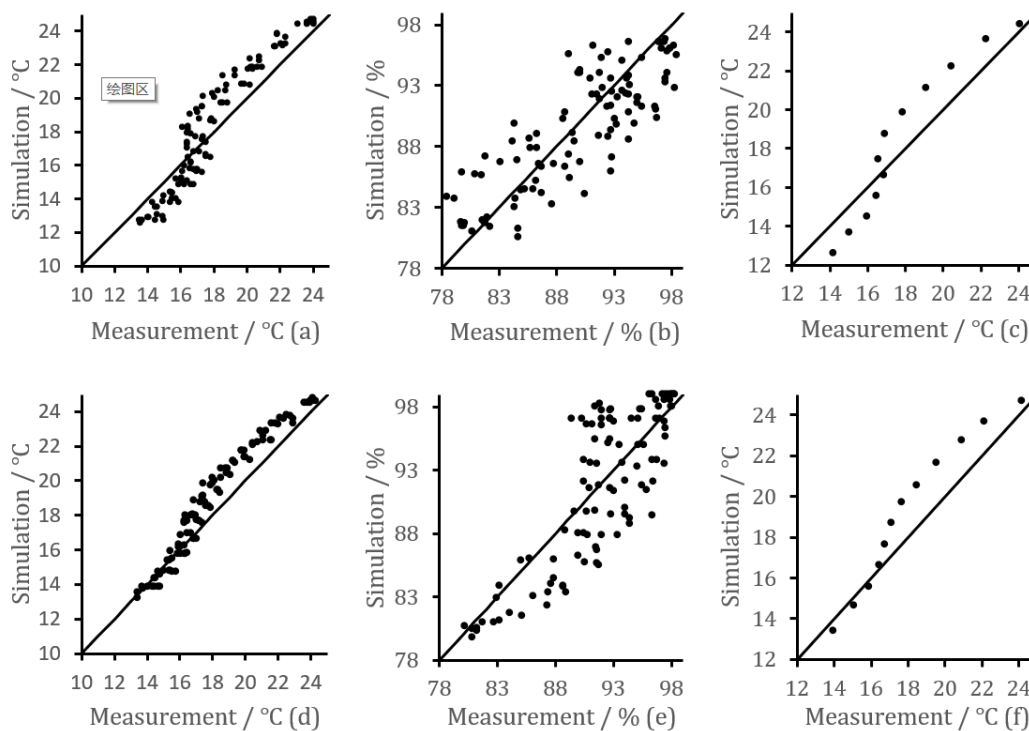 24
22
20
18
16
14
12
10
Simulation / °C
绘图区
10 12 14 16 18 20 22 24
Measurement / °C (a)
98
93
88
83
78
Simulation / %
78 83 88 93 98
Measurement / % (b)
24
22
20
18
16
14
12
Simulation / °C
12 14 16 18 20 22 24
Measurement / °C (c)
24
22
20
18
16
14
12
10
Simulation / °C
10 12 14 16 18 20 22 24
Measurement / °C (d)
98
93
88
83
78
Simulation / %
78 83 88 93 98
Measurement / % (e)
24
22
20
18
16
14
12
Simulation / °C
12 14 16 18 20 22 24
Measurement / °C (f)